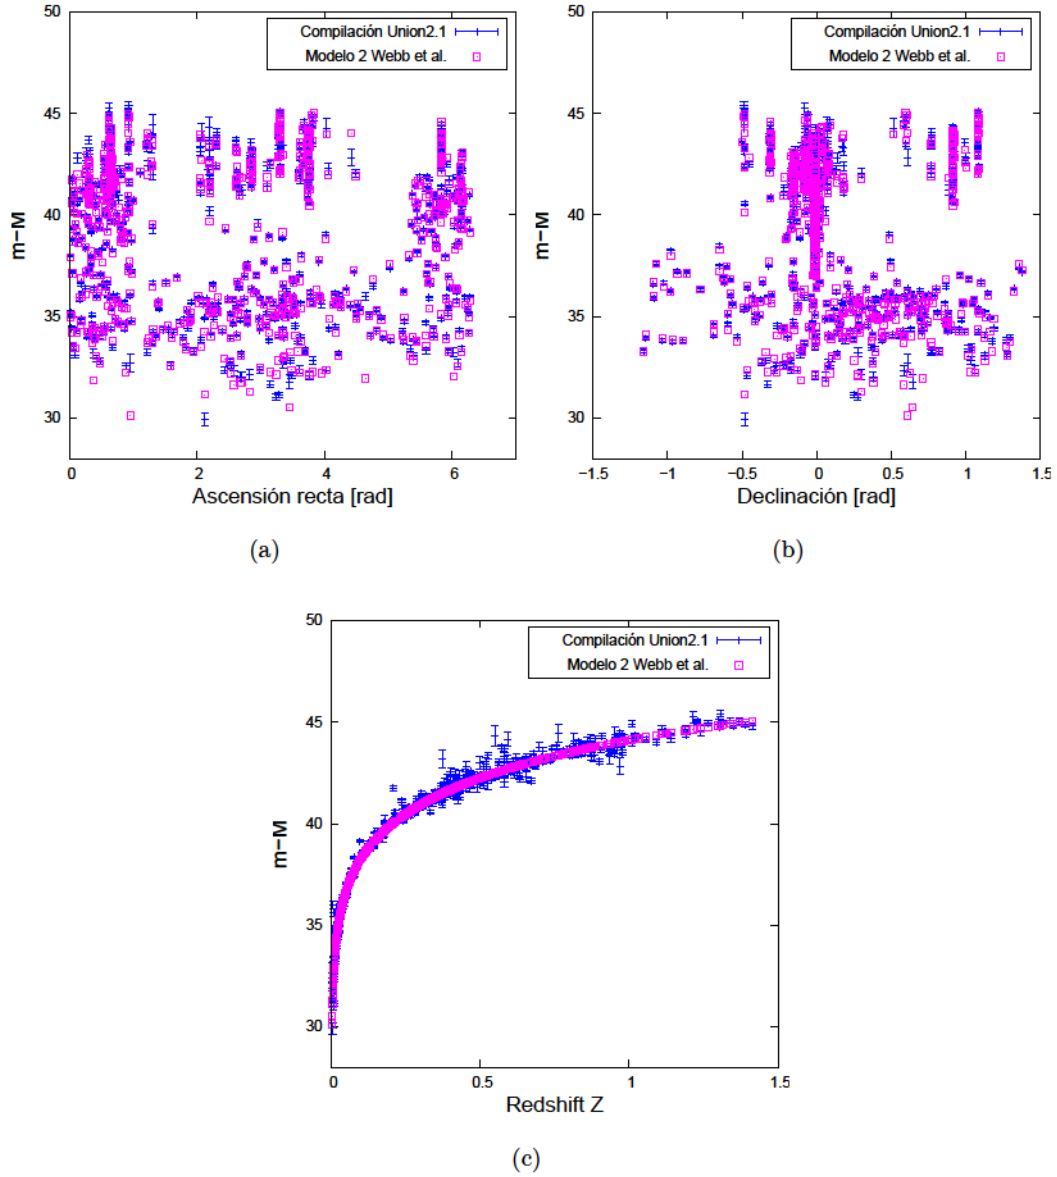 50
45
40
35
30
m−M
Compilación Union2.1
Modelo 2 Webb et al.
0 2 4 6
Ascensión recta [rad]
(a)
50
45
40
35
30
m−M
Compilación Union2.1
Modelo 2 Webb et al.
−1.5 −1 −0.5 0 0.5 1 1.5
Declinación [rad]
(b)
50
45
40
35
30
m−M
Compilación Union2.1
Modelo 2 Webb et al.
0 0.5 1 1.5
Redshift Z
(c)